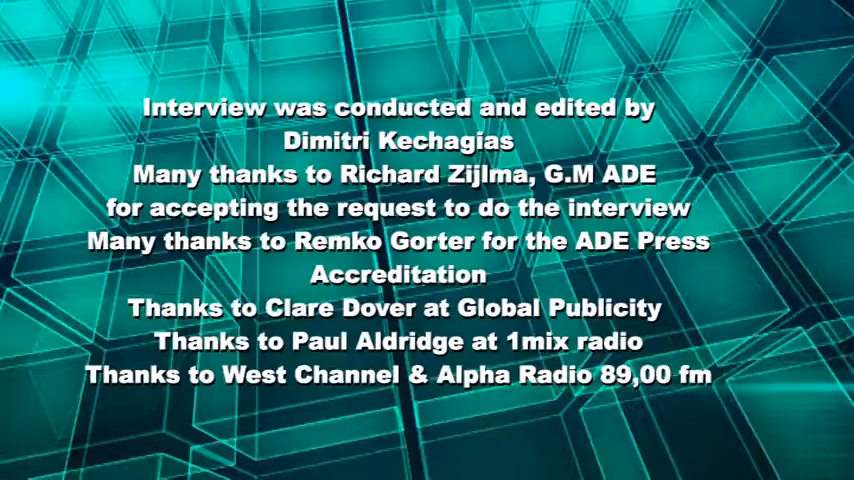 Interview was conducted and edited by
Dimitri Kechagias
Many thanks to Richard Zijlma, G.M ADE
for accepting the request to do the interview
Many thanks to Remko Gorter for the ADE Press
Accreditation
Thanks to Clare Dover at Global Publicity
Thanks to Paul Aldridge at 1mix radio
Thanks to West Channel & Alpha Radio 89,00 fm